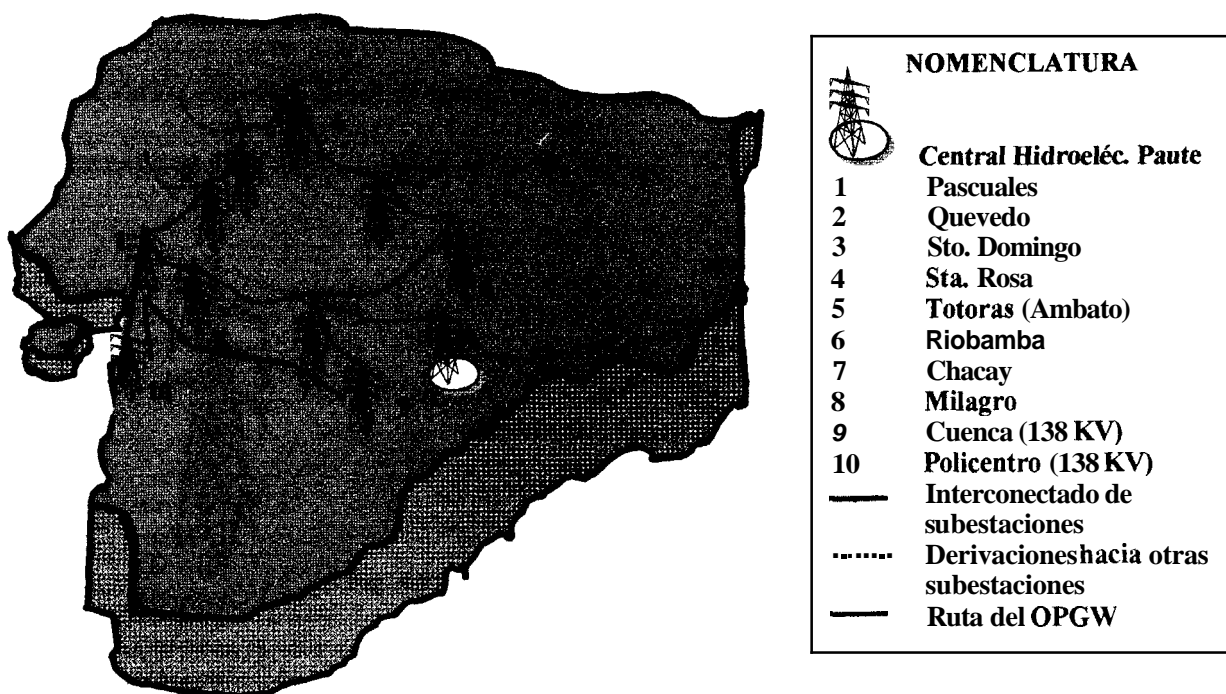 NOMENCLATURA
Central Hidroeléc. Paute
1 Pascuales
2 Quevedo
3 Sto. Domingo
4 Sta. Rosa
5 Totoras (Ambato)
6 Riobamba
7 Chacay
8 Milagro
9 Cuenca (138 KV)
10 Policentro (138 KV)
Interconectado de
subestaciones
Derivaciones hacia otras
subestaciones
Ruta del OPGW